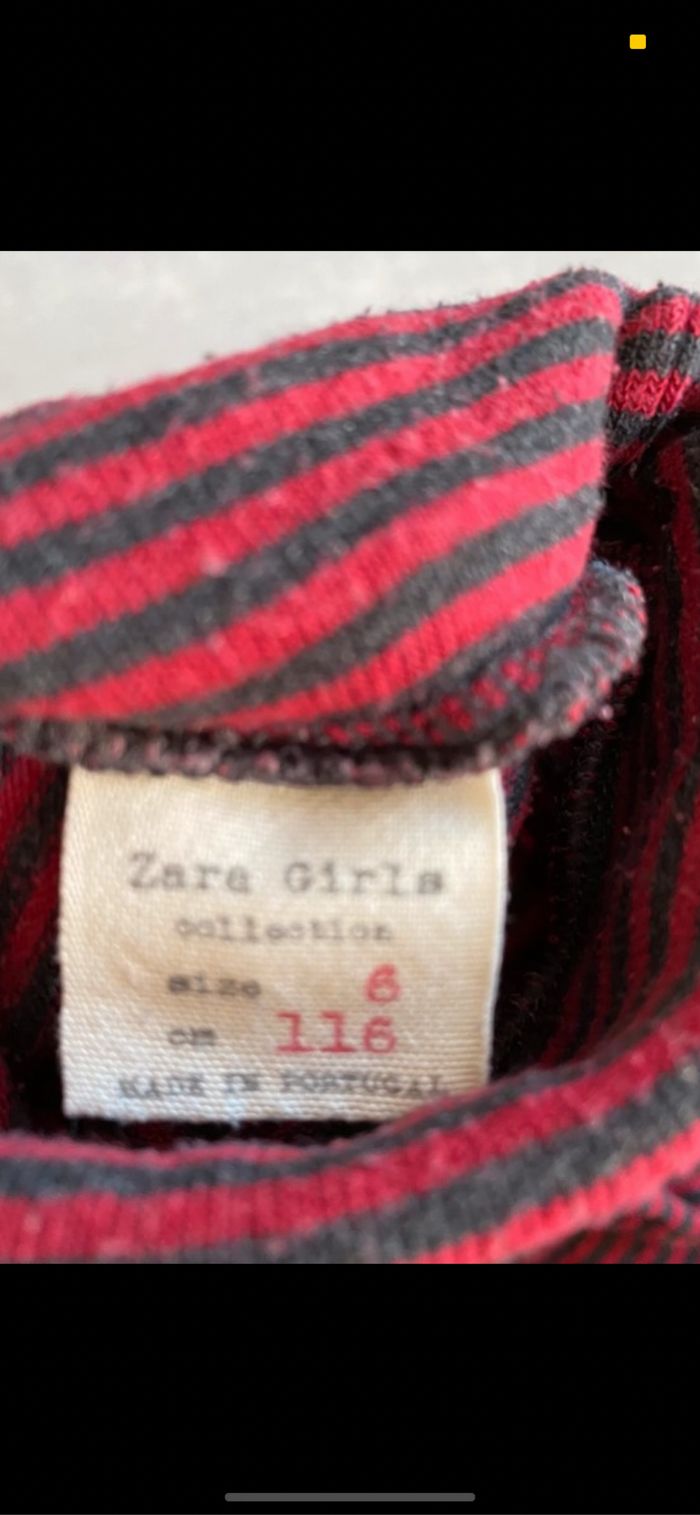 Zara Girls
collection
size 6
cm 116
MADE IN PORTUGAL